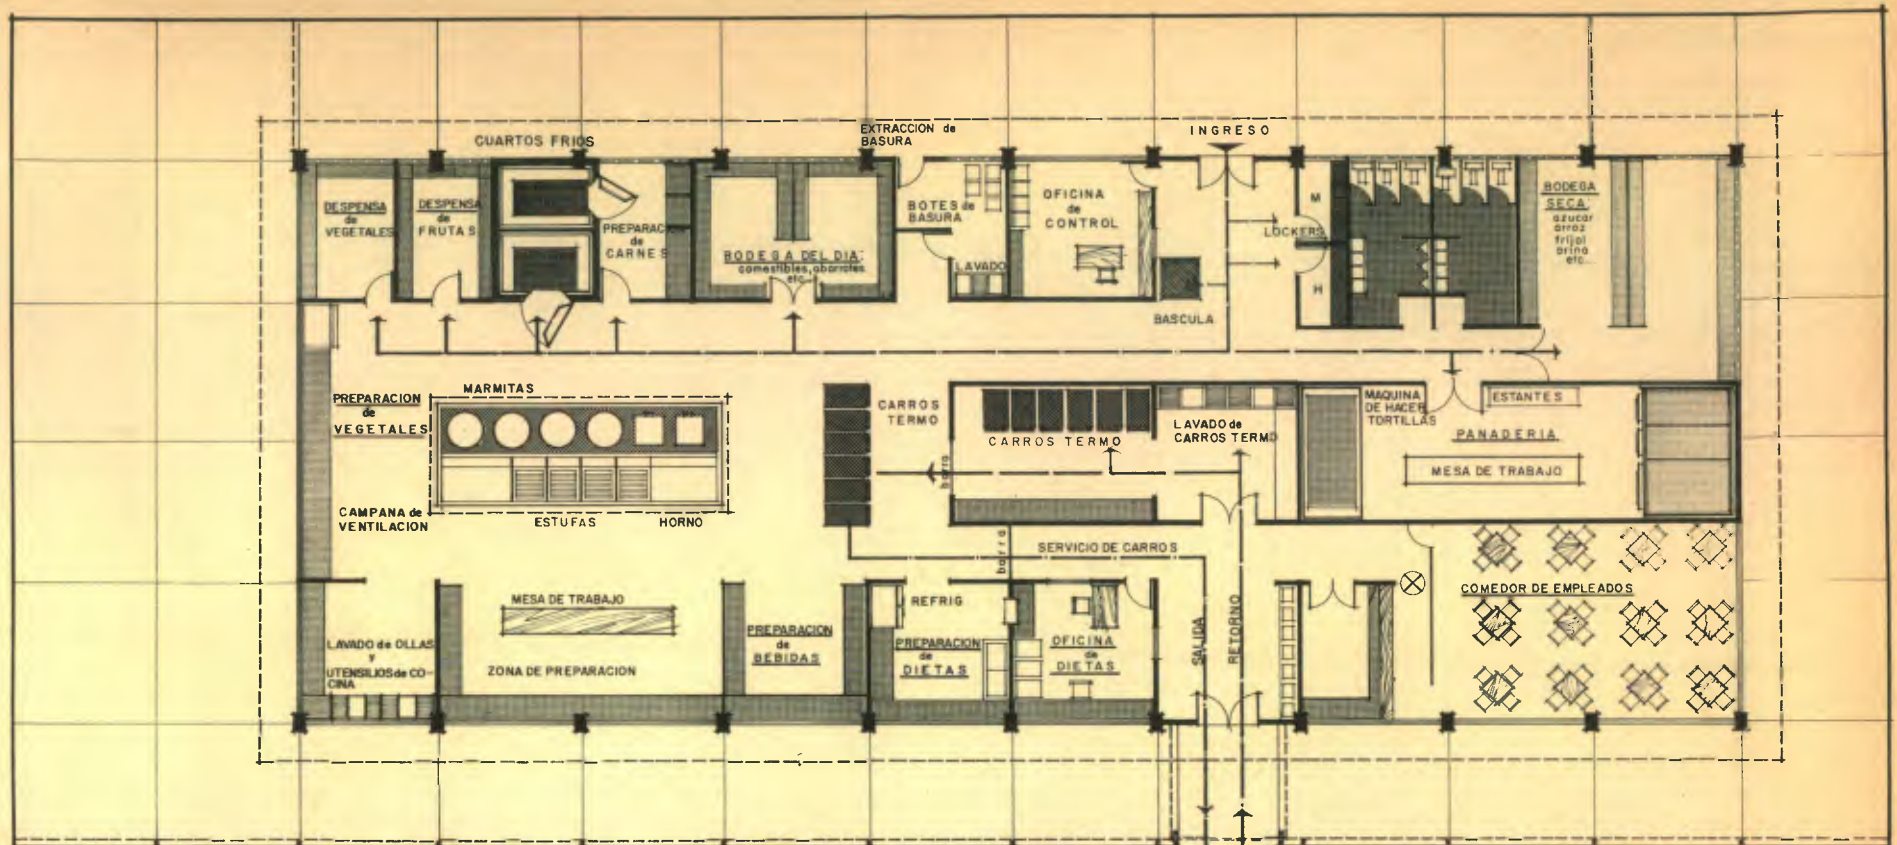 CUARTOS FRIOS
EXTRACCION de
BASURA
INGRESO
DESPENSA
de
VEGETALES
DESPENSA
de
FRUTAS
PREPARACION
de
CARNES
BODEGA DEL DIA:
comestibles, abarrotes
etc...
BOTES de
BASURA
LAVADO
OFICINA
de
CONTROL
BASCULA
M
LOCKERS
H
BODEGA
SECA:
azucar
arroz
frijol
arina
etc...
PREPARACION
de
VEGETALES
MARMITAS
CAMPANA de
VENTILACION
ESTUFAS
HORNO
CARROS
TERMO
barra
CARROS TERMO
LAVADO de
CARROS TERMO
MAQUINA
DE HACER
TORTILLAS
ESTANTES
PANADERIA
MESA DE TRABAJO
barra
SERVICIO DE CARROS
COMEDOR DE EMPLEADOS
MESA DE TRABAJO
LAVADO de OLLAS
y
UTENSILIOS de CO-
CINA
ZONA DE PREPARACION
PREPARACION
de
BEBIDAS
REFRIG
PREPARACION
de
DIETAS
OFICINA
de
DIETAS
SALIDA
RETORNO